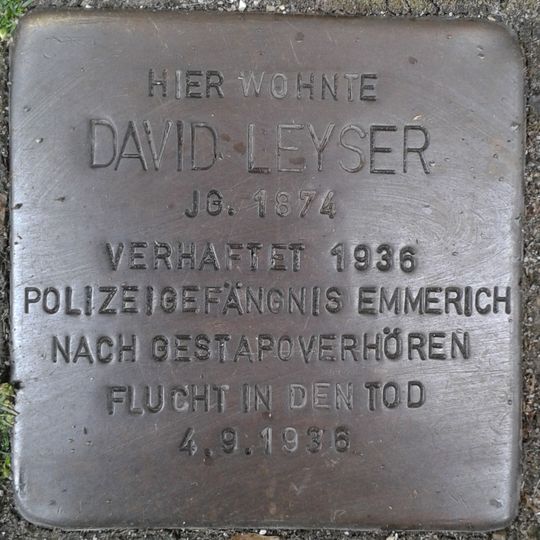 HIER WOHNTE
DAVID LEYSER
JG. 1874
VERHAFTET 1936
POLIZEIGEFÄNGNIS EMMERICH
NACH GESTAPOVERHÖREN
FLUCHT IN DEN TOD
4.9.1936